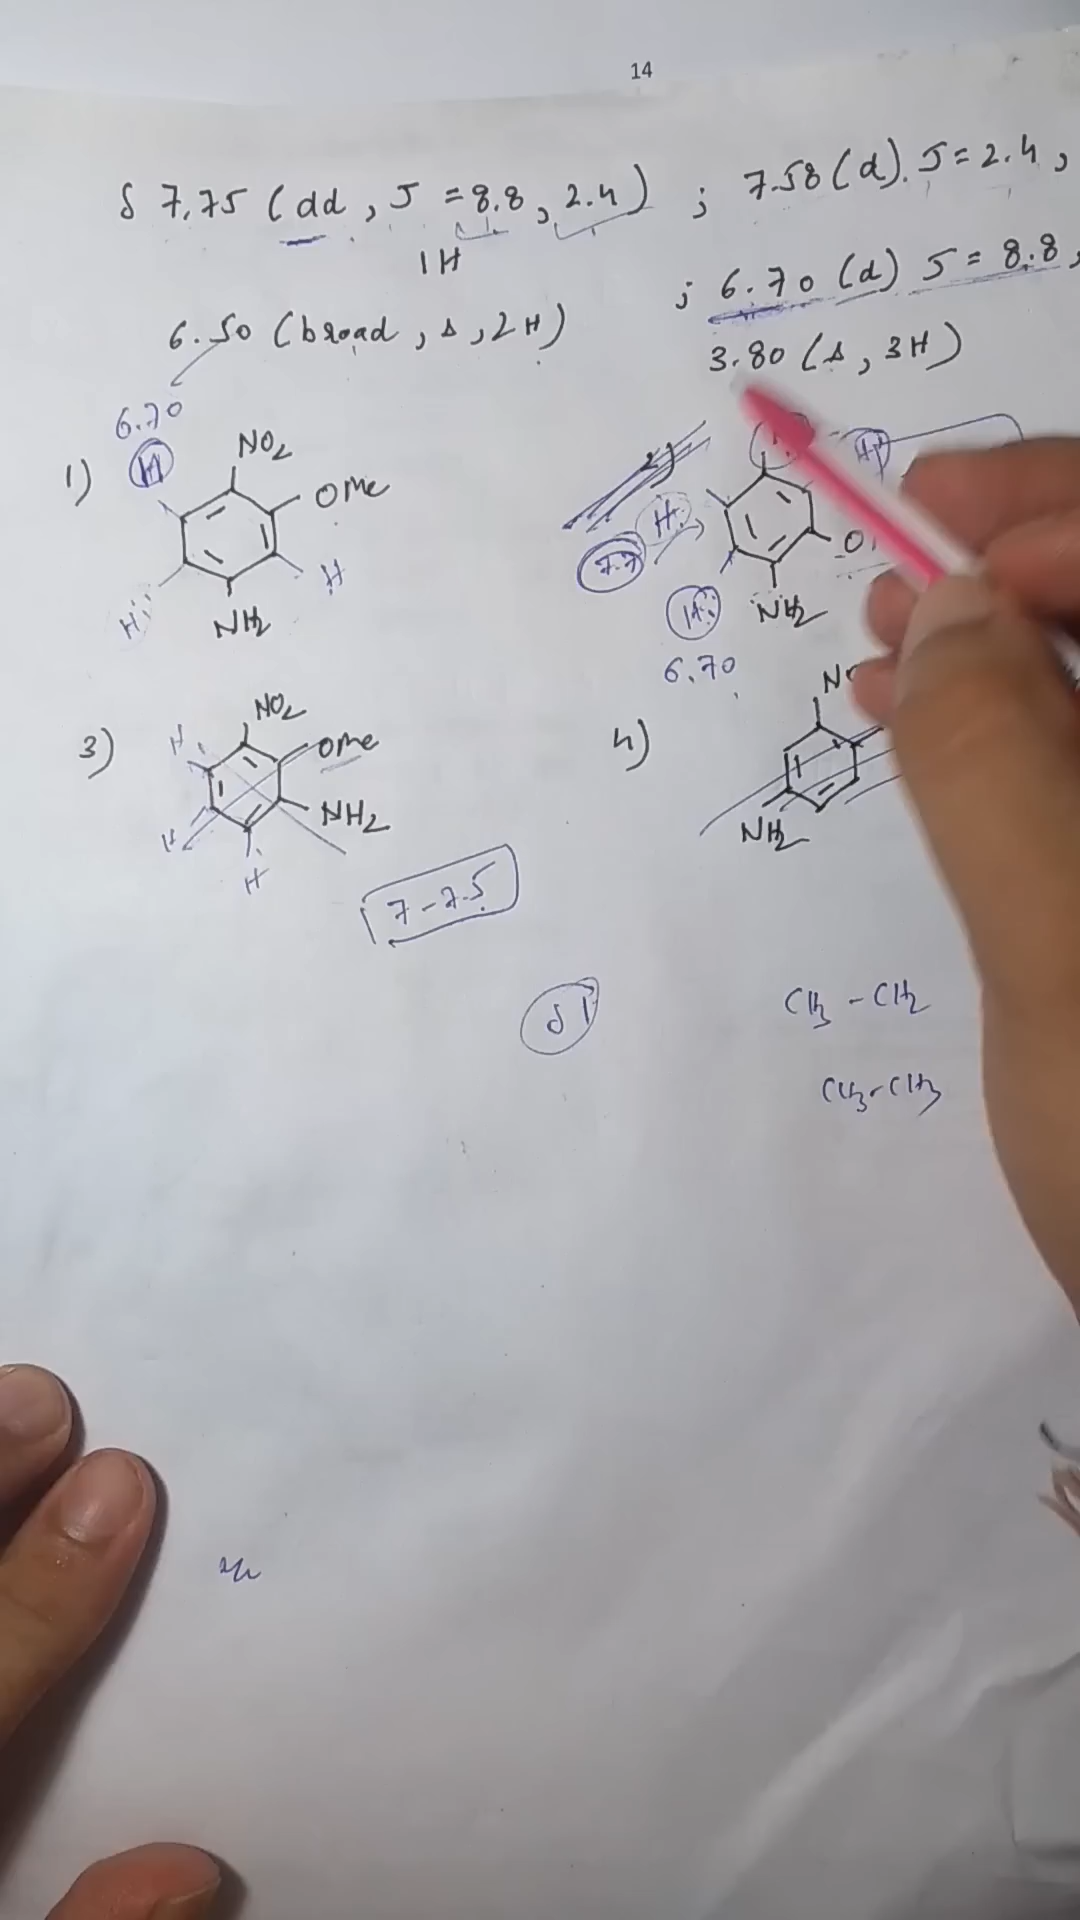 14
δ 7.75 (dd, J = 8.8, 2.4) ; 7.58 (d). J = 2.4,
1H
; 6.70 (d) J = 8.8,
6.50 (broad, s, 2H)
3.80 (s, 3H)
6.70
1) H NO2 OMe
2)
H
H
7.7
H H
NH2
H NH2
6.70
3) H NO2 OMe
4)
H NH2
NH2
H
7-7.5
δ1
CH3 - CH2
CH3-CH3